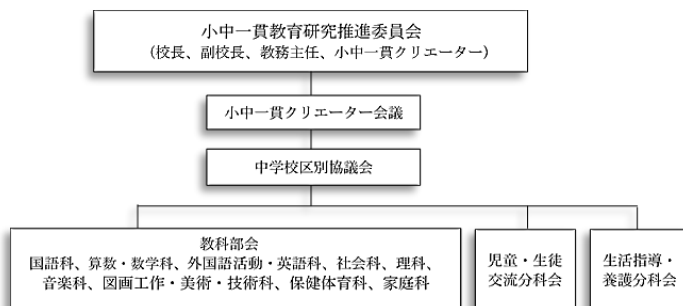 小中一貫教育研究推進委員会
（校長、副校長、教務主任、小中一貫クリエーター）
小中一貫クリエーター会議
中学校区別協議会
教科部会
国語科、算数・数学科、外国語活動・英語科、社会科、理科、
音楽科、図画工作・美術・技術科、保健体育科、家庭科
児童・生徒
交流分科会
生活指導・
養護分科会